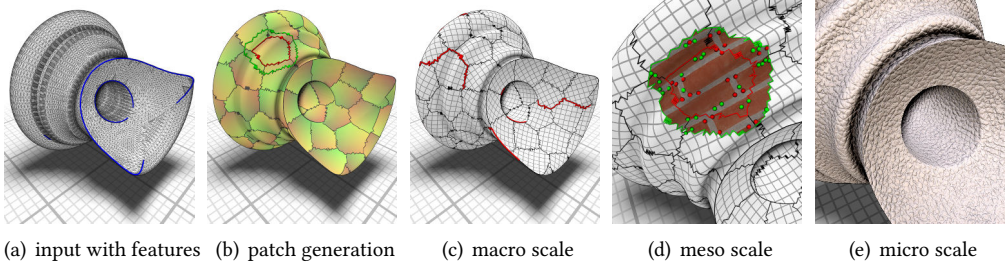 (a) input with features (b) patch generation (c) macro scale (d) meso scale (e) micro scale